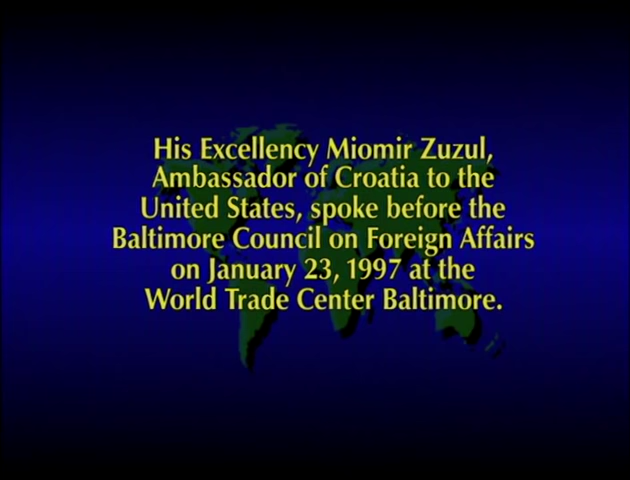 His Excellency Miomir Zuzul,
Ambassador of Croatia to the
United States, spoke before the
Baltimore Council on Foreign Affairs
on January 23, 1997 at the
World Trade Center Baltimore.